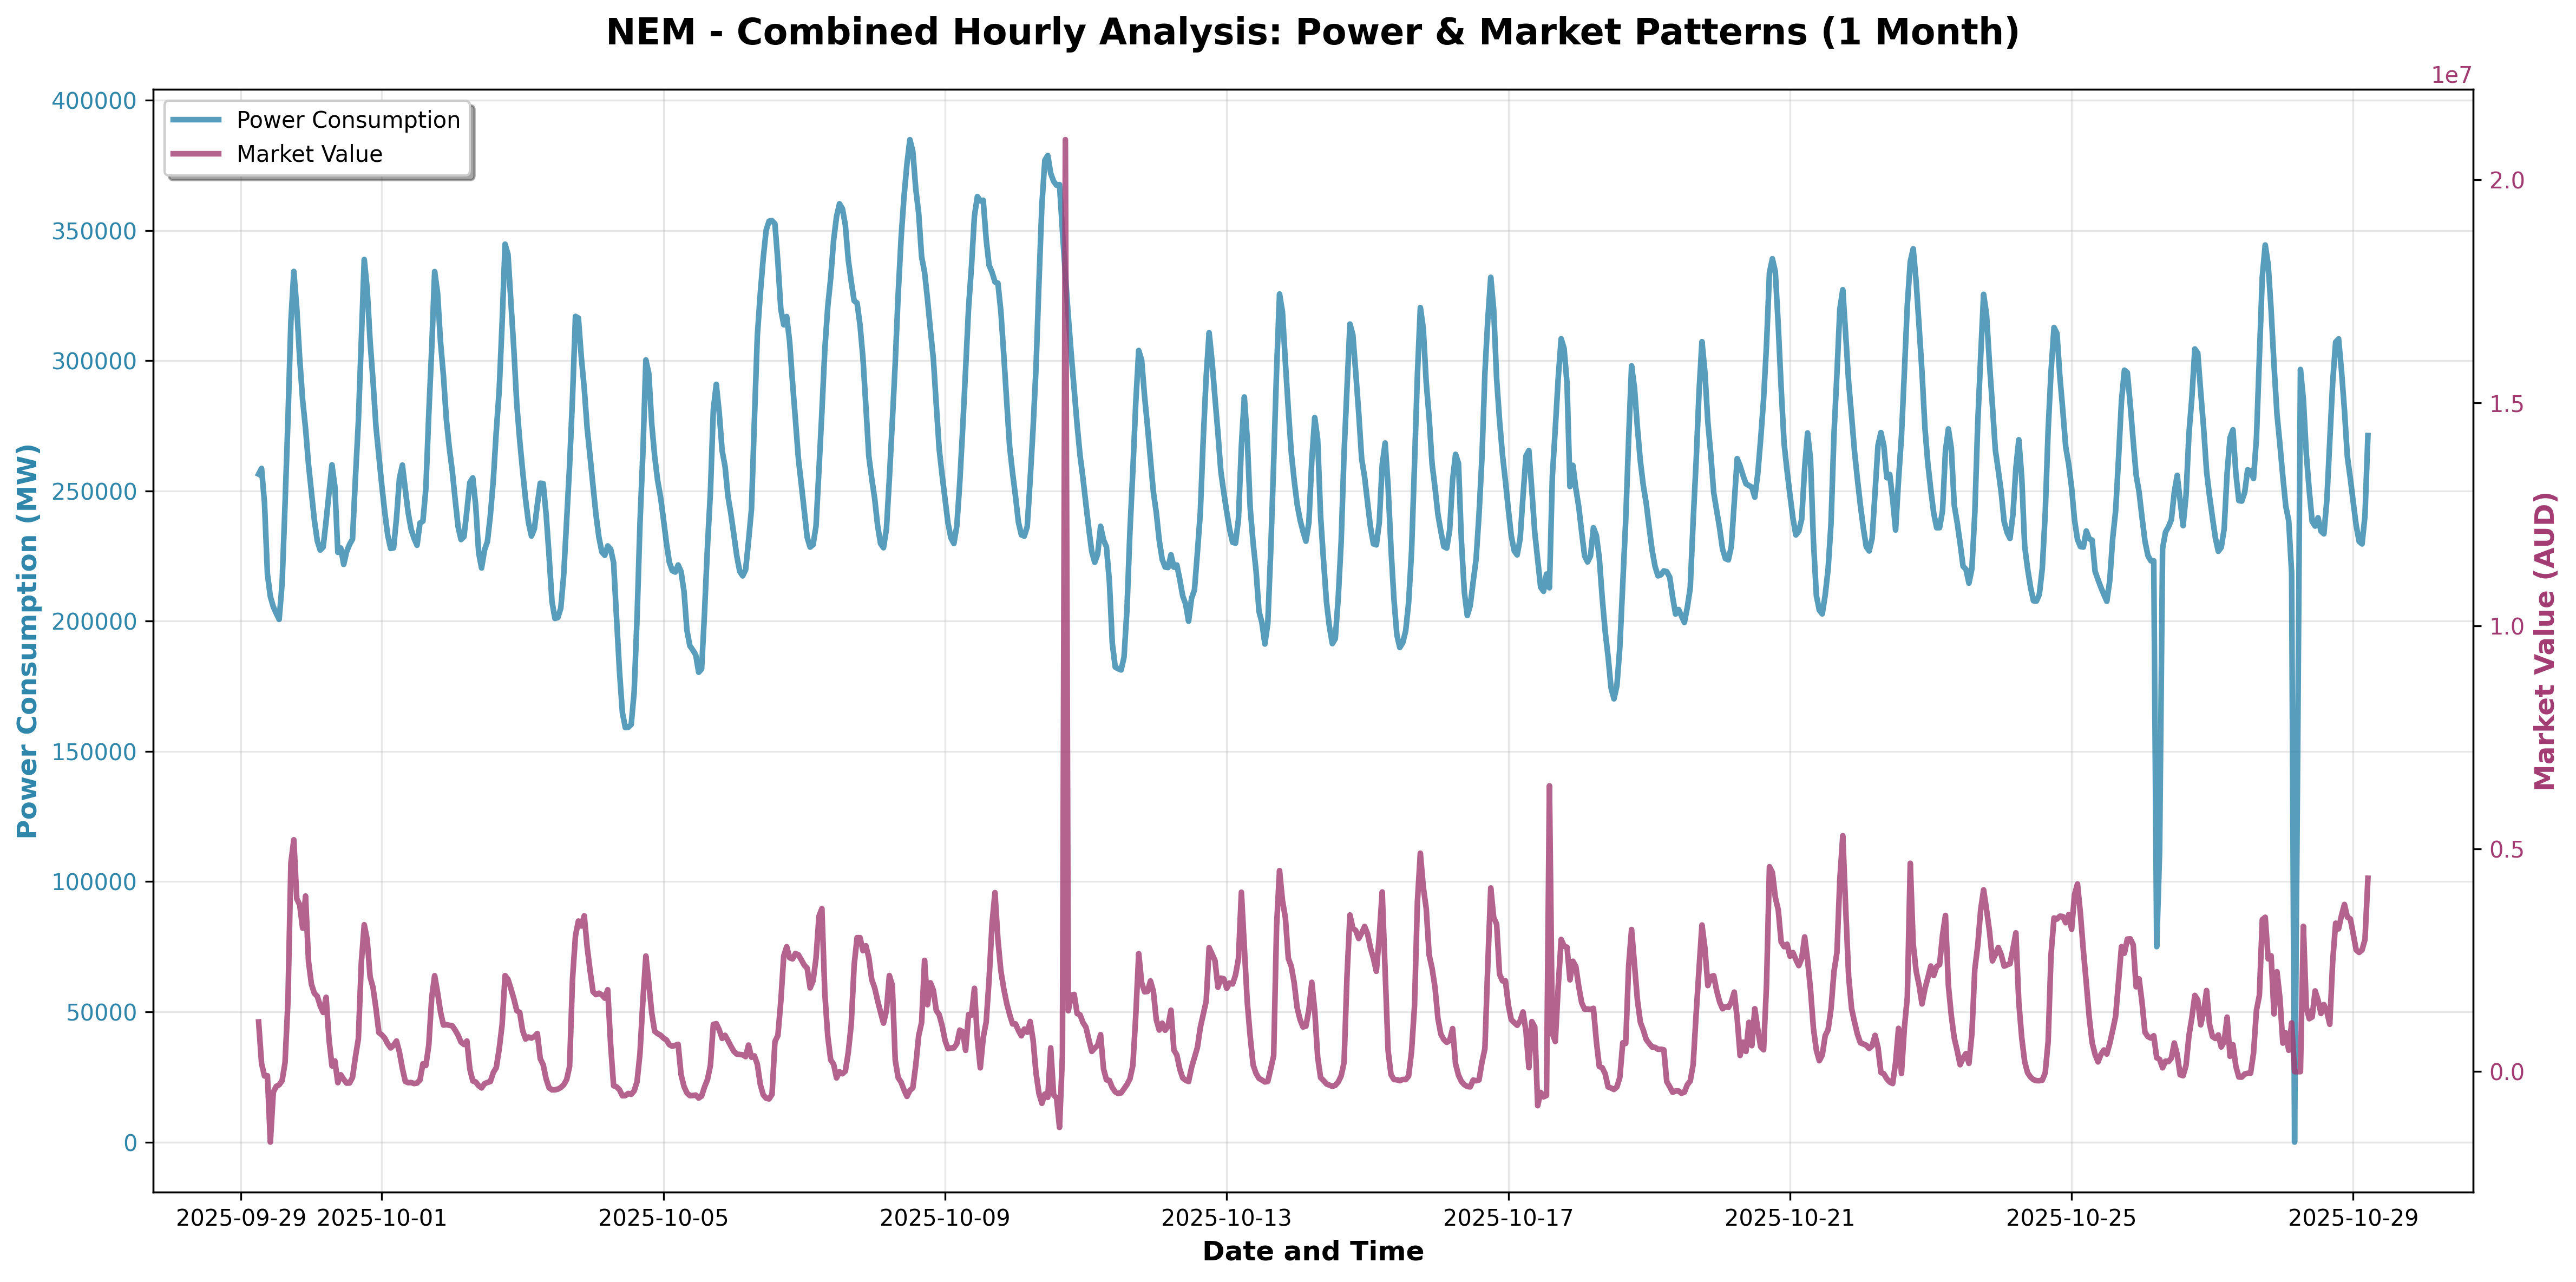 NEM - Combined Hourly Analysis: Power & Market Patterns (1 Month)
1e7
Power Consumption
Market Value
400000
350000
300000
250000
200000
150000
100000
50000
0
Power Consumption (MW)
2.0
1.5
1.0
0.5
0.0
Market Value (AUD)
2025-09-29 2025-10-01 2025-10-05 2025-10-09 2025-10-13 2025-10-17 2025-10-21 2025-10-25 2025-10-29
Date and Time